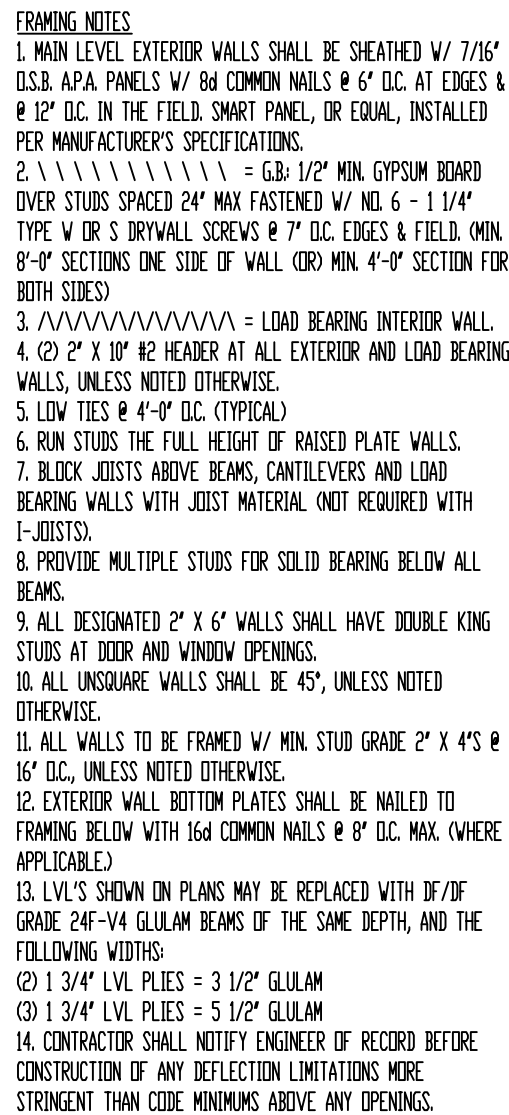 FRAMING NOTES
1. MAIN LEVEL EXTERIOR WALLS SHALL BE SHEATHED W/ 7/16"
O.S.B. A.P.A. PANELS W/ 8d COMMON NAILS @ 6" O.C. AT EDGES &
@ 12" O.C. IN THE FIELD. SMART PANEL, OR EQUAL, INSTALLED
PER MANUFACTURER'S SPECIFICATIONS.
2. \ \ \ \ \ \ \ \ \ \ \ = G.B.: 1/2" MIN. GYPSUM BOARD
OVER STUDS SPACED 24" MAX FASTENED W/ NO. 6 - 1 1/4"
TYPE W OR S DRYWALL SCREWS @ 7" O.C. EDGES & FIELD. (MIN.
8'-0" SECTIONS ONE SIDE OF WALL (OR) MIN. 4'-0" SECTION FOR
BOTH SIDES)
3. /\/\/\/\/\/\/\/\/\/\/\/\/\ = LOAD BEARING INTERIOR WALL.
4. (2) 2" X 10" #2 HEADER AT ALL EXTERIOR AND LOAD BEARING
WALLS, UNLESS NOTED OTHERWISE.
5. LOW TIES @ 4'-0" O.C. (TYPICAL)
6. RUN STUDS THE FULL HEIGHT OF RAISED PLATE WALLS.
7. BLOCK JOISTS ABOVE BEAMS, CANTILEVERS AND LOAD
BEARING WALLS WITH JOIST MATERIAL (NOT REQUIRED WITH
I-JOISTS).
8. PROVIDE MULTIPLE STUDS FOR SOLID BEARING BELOW ALL
BEAMS.
9. ALL DESIGNATED 2" X 6" WALLS SHALL HAVE DOUBLE KING
STUDS AT DOOR AND WINDOW OPENINGS.
10. ALL UNSQUARE WALLS SHALL BE 45°, UNLESS NOTED
OTHERWISE.
11. ALL WALLS TO BE FRAMED W/ MIN. STUD GRADE 2" X 4"S @
16" O.C., UNLESS NOTED OTHERWISE.
12. EXTERIOR WALL BOTTOM PLATES SHALL BE NAILED TO
FRAMING BELOW WITH 16d COMMON NAILS @ 8" O.C. MAX. (WHERE
APPLICABLE.)
13. LVL'S SHOWN ON PLANS MAY BE REPLACED WITH DF/DF
GRADE 24F-V4 GLULAM BEAMS OF THE SAME DEPTH, AND THE
FOLLOWING WIDTHS:
(2) 1 3/4" LVL PLIES = 3 1/2" GLULAM
(3) 1 3/4" LVL PLIES = 5 1/2" GLULAM
14. CONTRACTOR SHALL NOTIFY ENGINEER OF RECORD BEFORE
CONSTRUCTION OF ANY DEFLECTION LIMITATIONS MORE
STRINGENT THAN CODE MINIMUMS ABOVE ANY OPENINGS.